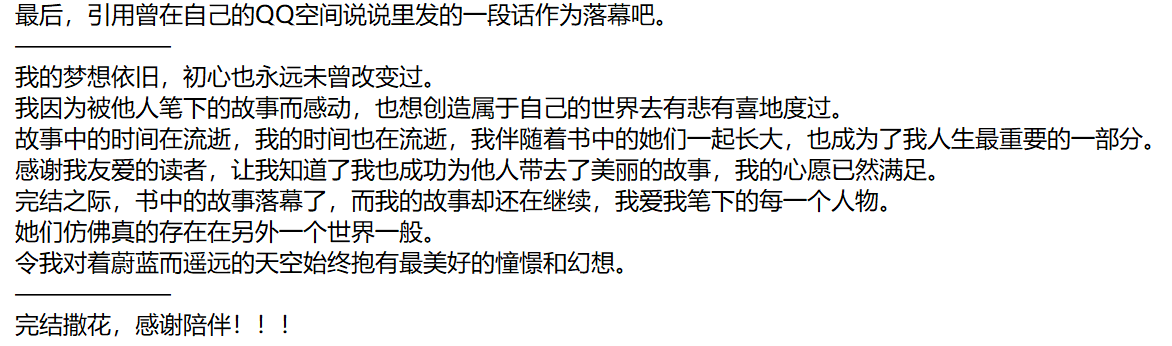 最后，引用曾在自己的QQ空间说说里发的一段话作为落幕吧。
———————
我的梦想依旧，初心也永远未曾改变过。
我因为被他人笔下的故事而感动，也想创造属于自己的世界去有悲有喜地度过。
故事中的时间在流逝，我的时间也在流逝，我伴随着书中的她们一起长大，也成为了我人生最重要的一部分。
感谢我友爱的读者，让我知道了我也成功为他人带去了美丽的故事，我的心愿已然满足。
完结之际，书中的故事落幕了，而我的故事却还在继续，我爱我笔下的每一个人物。
她们仿佛真的存在在另外一个世界一般。
令我对着蔚蓝而遥远的天空始终抱有最美好的憧憬和幻想。
———————
完结撒花，感谢陪伴！！！